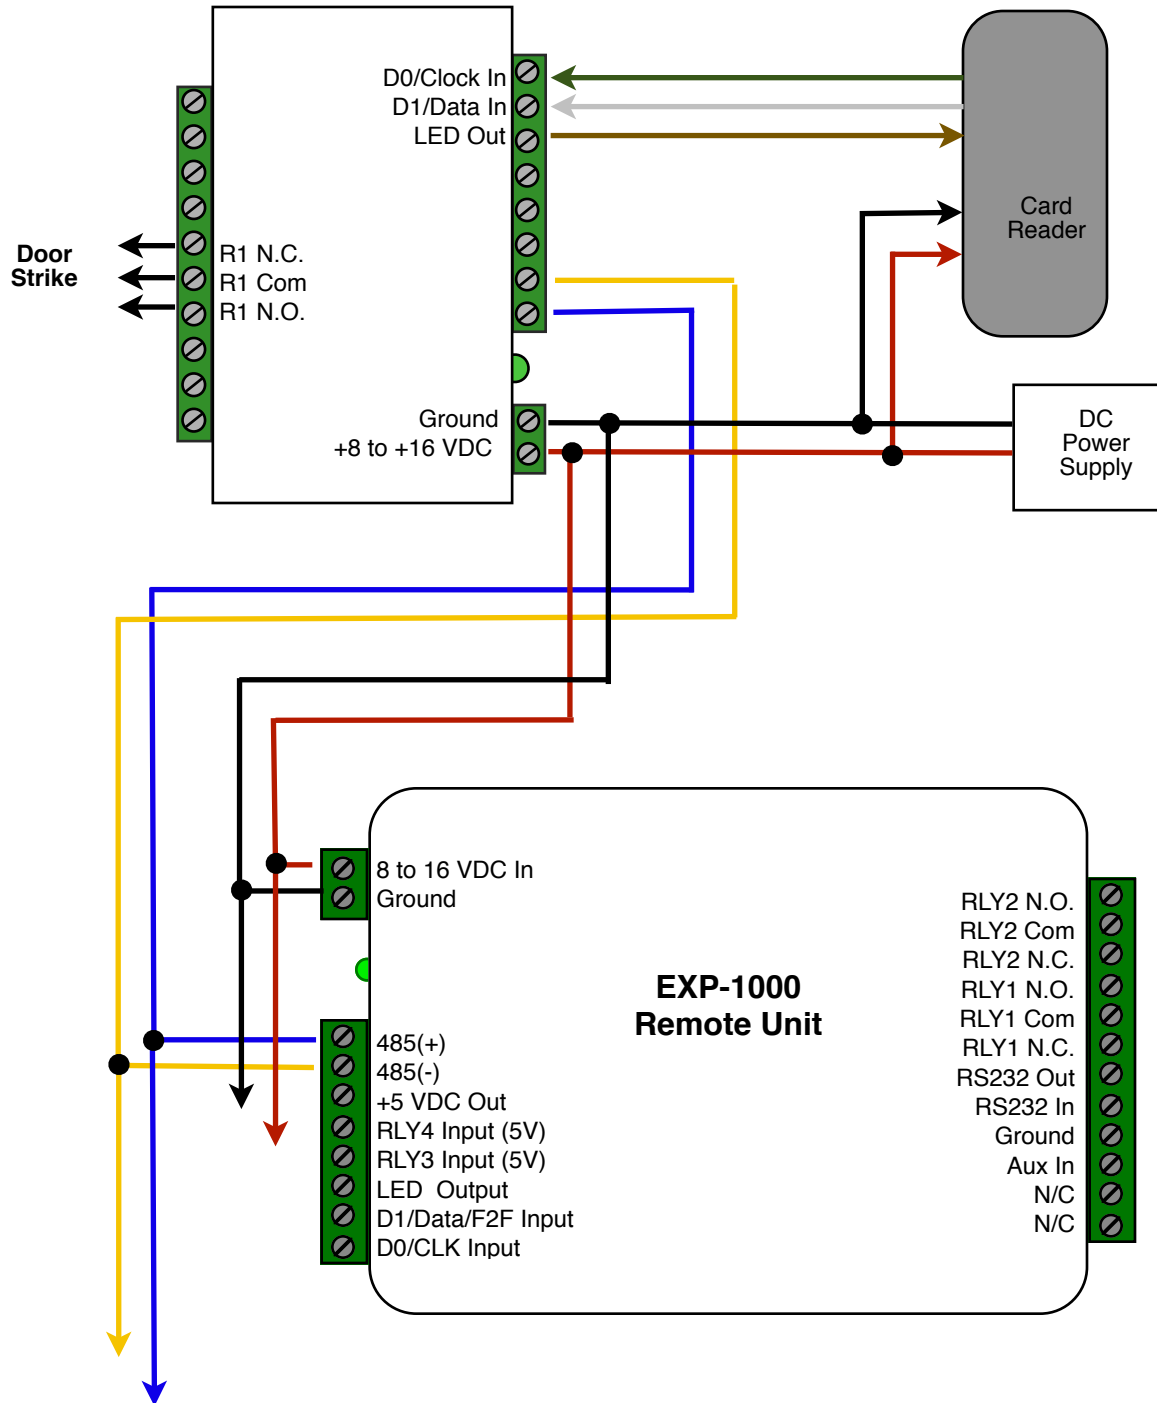 D0/Clock In
D1/Data In
LED Out
Door
Strike
R1 N.C.
R1 Com
R1 N.O.
Card
Reader
Ground
+8 to +16 VDC
DC
Power
Supply
8 to 16 VDC In
Ground
EXP-1000
Remote Unit
485(+)
485(-)
+5 VDC Out
RLY4 Input (5V)
RLY3 Input (5V)
LED  Output
D1/Data/F2F Input
D0/CLK Input
RLY2 N.O.
RLY2 Com
RLY2 N.C.
RLY1 N.O.
RLY1 Com
RLY1 N.C.
RS232 Out
RS232 In
Ground
Aux In
N/C
N/C